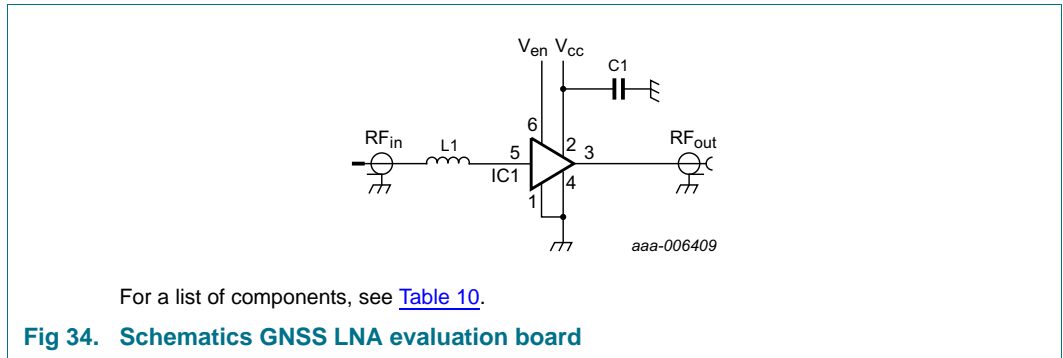 Ven Vcc
C1
6
RFin
L1
5
2
3
RFout
IC1
4
1
aaa-006409
For a list of components, see Table 10.
Fig 34. Schematics GNSS LNA evaluation board